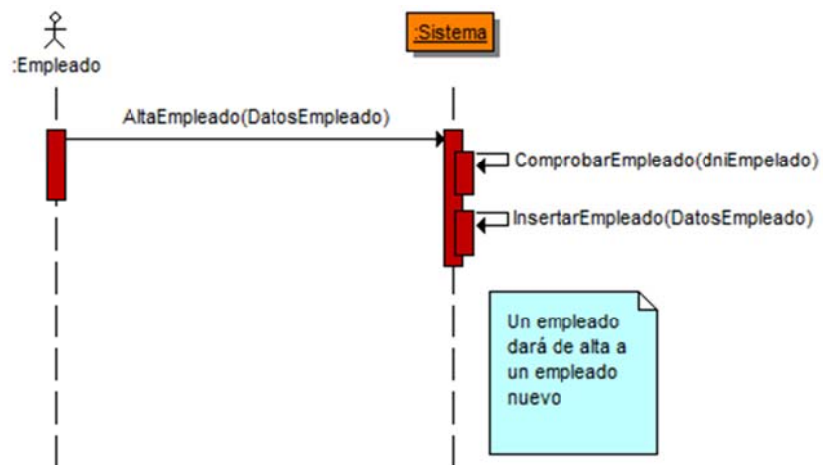 :Empleado
:Sistema
AltaEmpleado(DatosEmpleado)
ComprobarEmpleado(dniEmpelado)
InsertarEmpleado(DatosEmpleado)
Un empleado
dará de alta a
un empleado
nuevo